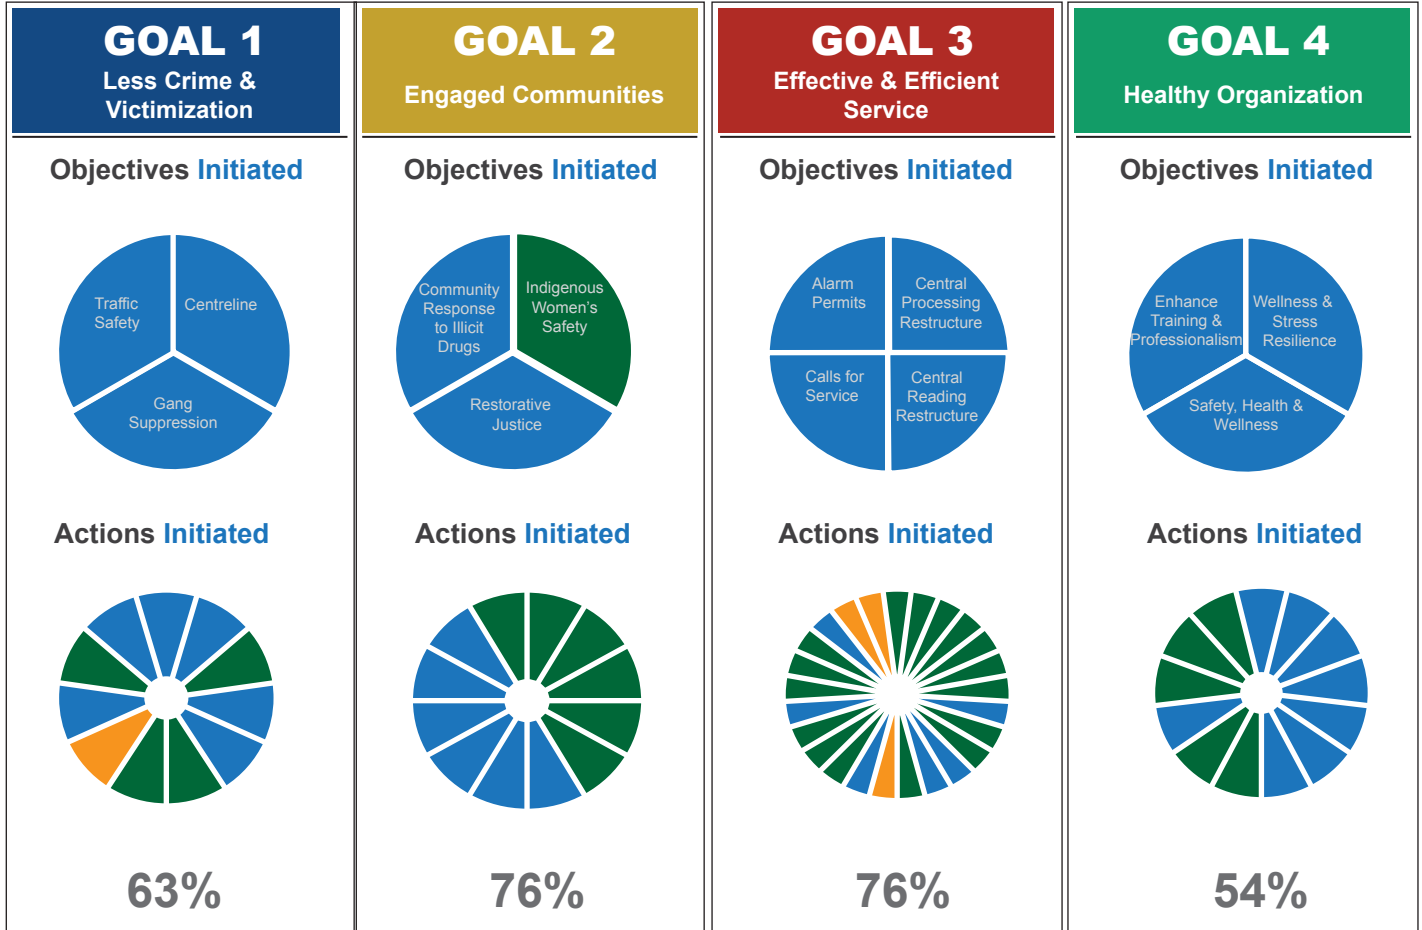 GOAL 1
Less Crime &
Victimization
Objectives Initiated
Traffic
Safety
Centreline
Gang
Suppression
Actions Initiated
63%
GOAL 2
Engaged Communities
Objectives Initiated
Community
Response
to Illicit
Drugs
Indigenous
Women's
Safety
Restorative
Justice
Actions Initiated
76%
GOAL 3
Effective & Efficient
Service
Objectives Initiated
Alarm
Permits
Central
Processing
Restructure
Calls for
Service
Central
Reading
Restructure
Actions Initiated
76%
GOAL 4
Healthy Organization
Objectives Initiated
Enhance
Training &
Professionalism
Wellness &
Stress
Resilience
Safety, Health &
Wellness
Actions Initiated
54%